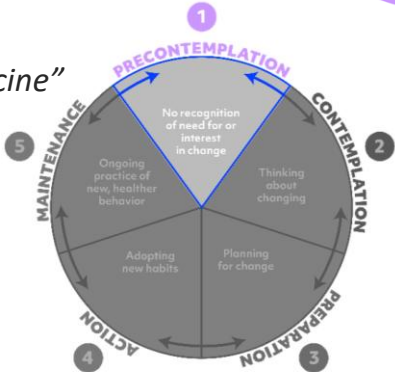 cine”
1
PRECONTEMPLATION
No recognition
of need for or
interest
in change
2
CONTEMPLATION
Thinking
about
changing
3
PREPARATION
Planning
for change
4
ACTION
Adopting
new habits
5
MAINTENANCE
Ongoing
practice of
new, healther
behavior